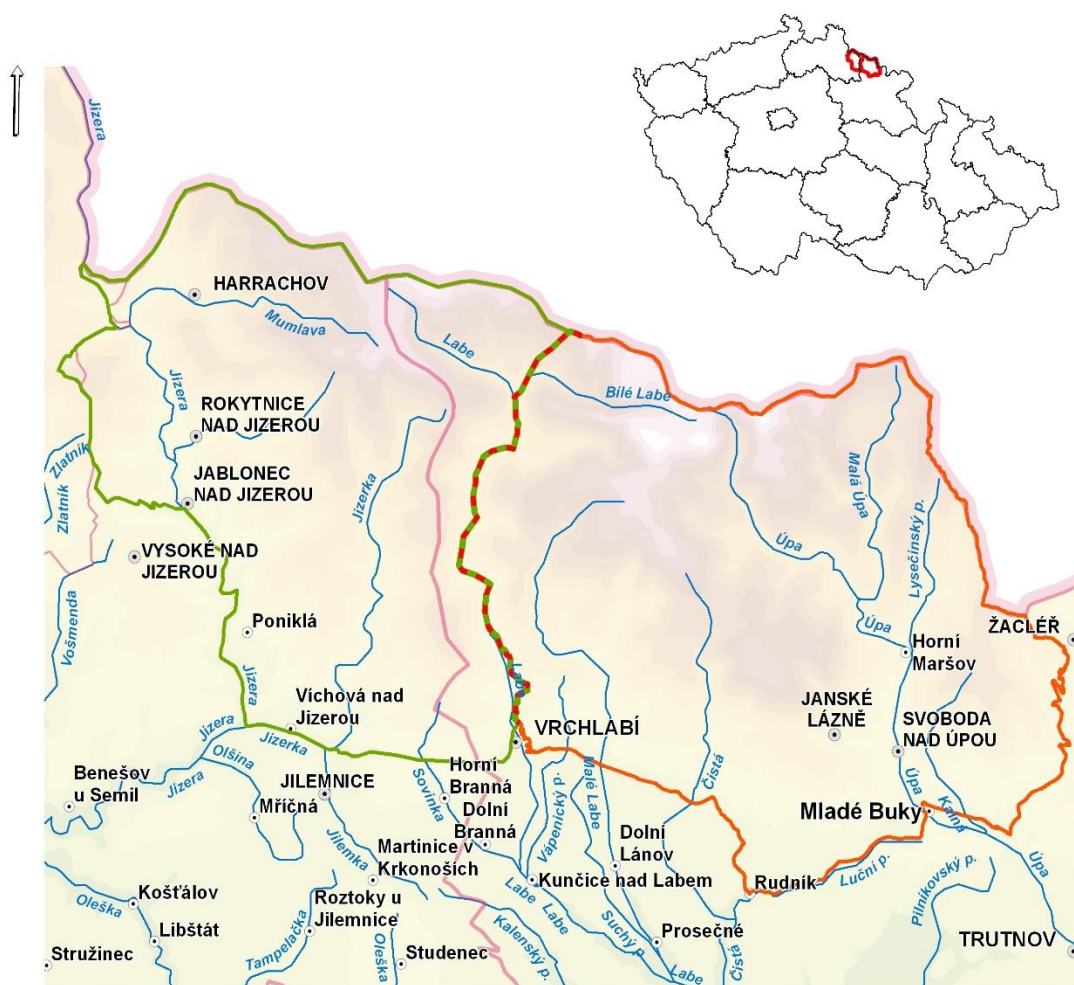 Jizera
HARRACHOV
Mumlava
Labe
Bílé Labe
Jizera
ROKYTNICE
NAD JIZEROU
Zlatník
Zlatník
JABLONEC
NAD JIZEROU
Jizerka
Malá Úpa
Lysečinský p.
VYSOKÉ NAD
JIZEROU
Úpa
Úpa
Vošmenda
Poniklá
ŽACLÉŘ
Horní
Maršov
Jizera
Labe
Víchová nad
Jizerou
JANSKÉ
LÁZNĚ
SVOBODA
NAD ÚPOU
Jizera
Jizerka
VRCHLABÍ
Olšina
Benešov
u Semil
Jizera
JILEMNICE
Horní
Branná
Sovinka
Dolní
Branná
Vápenický p.
Malé Labe
Čistá
Úpa
Kalná
Mříčná
Mladé Buky
Jilemka
Martinice v
Krkonoších
Dolní
Lánov
Luční p.
Úpa
Košťálov
Oleška
Roztoky u
Jilemnice
Labe
Labe
Kunčice nad Labem
Rudník
Pilníkovský p.
Libštát
Tampelačka
Oleška
Kalenský p.
Suchý p.
Prosečné
Stružinec
Studenec
Labe
Čistá
TRUTNOV